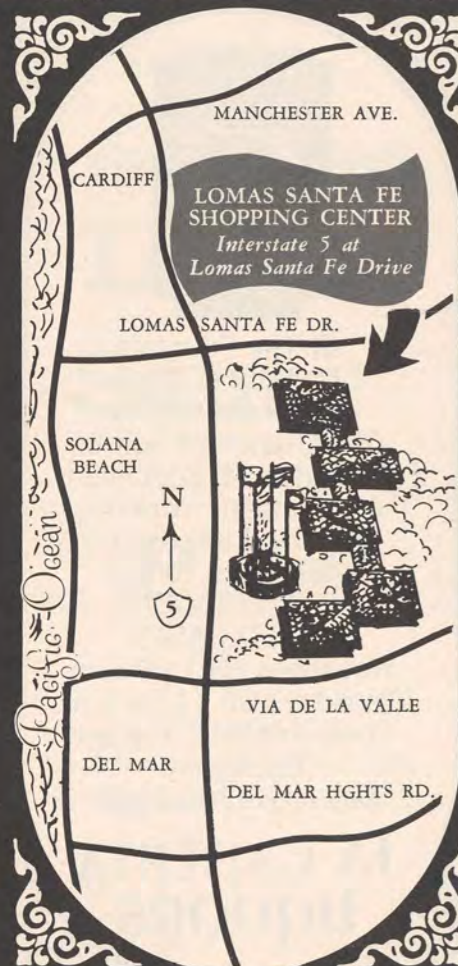 MANCHESTER AVE.
CARDIFF
LOMAS SANTA FE
SHOPPING CENTER
Interstate 5 at
Lomas Santa Fe Drive
LOMAS SANTA FE DR.
SOLANA
BEACH
N
5
Pacific Ocean
VIA DE LA VALLE
DEL MAR
DEL MAR HGHTS RD.